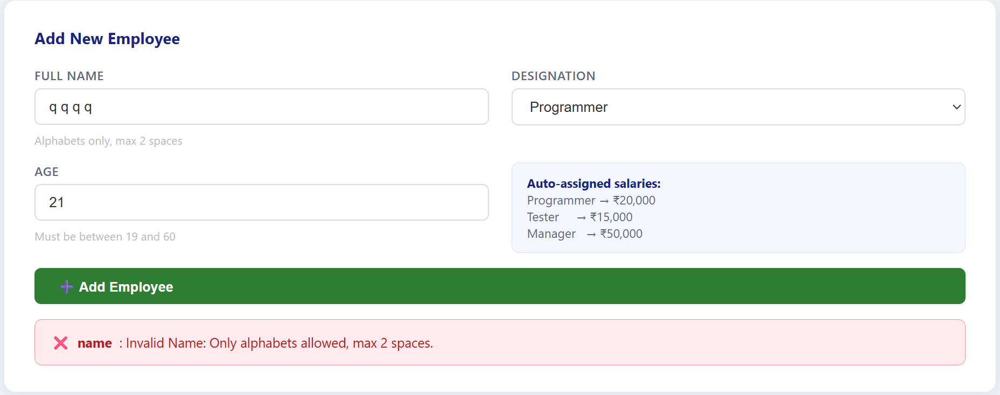 Add New Employee
FULL NAME
q q q q
Alphabets only, max 2 spaces
DESIGNATION
Programmer
AGE
21
Must be between 19 and 60
Auto-assigned salaries:
Programmer → ₹20,000
Tester → ₹15,000
Manager → ₹50,000
➕ Add Employee
❌ name : Invalid Name: Only alphabets allowed, max 2 spaces.